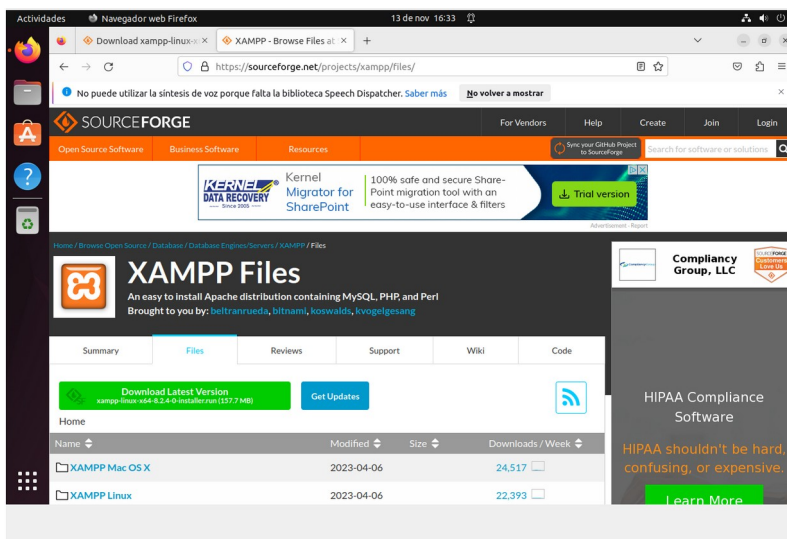 Actividades Navegador web Firefox 13 de nov 16:33
Download xampp-linux-x XAMPP - Browse Files at
https://sourceforge.net/projects/xampp/files/
No puede utilizar la síntesis de voz porque falta la biblioteca Speech Dispatcher. Saber más No volver a mostrar
SOURCEFORGE For Vendors Help Create Join Login
Open Source Software Business Software Resources Sync your GitHub Project to SourceForge Search for software or solutions
KERNEL
DATA RECOVERY
Since 2005
Kernel
Migrator for
SharePoint
100% safe and secure Share-
Point migration tool with an
easy-to-use interface & filters
Trial version
Advertisement - Report
Home / Browse Open Source / Database / Database Engines/Servers / XAMPP / Files
XAMPP Files
An easy to install Apache distribution containing MySQL, PHP, and Perl
Brought to you by: beltranrueda, bitnami, koswalds, kvogelgesang
Summary Files Reviews Support Wiki Code
Download Latest Version
xampp-linux-x64-8.2.4-0-installer.run (157.7 MB)
Get Updates
Home
Name Modified Size Downloads / Week
XAMPP Mac OS X 2023-04-06 24,517
XAMPP Linux 2023-04-06 22,393
Compliancy
Group, LLC
SOURCEFORGE
Customers
Love Us
HIPAA Compliance
Software
HIPAA shouldn't be hard,
confusing, or expensive.
Learn More